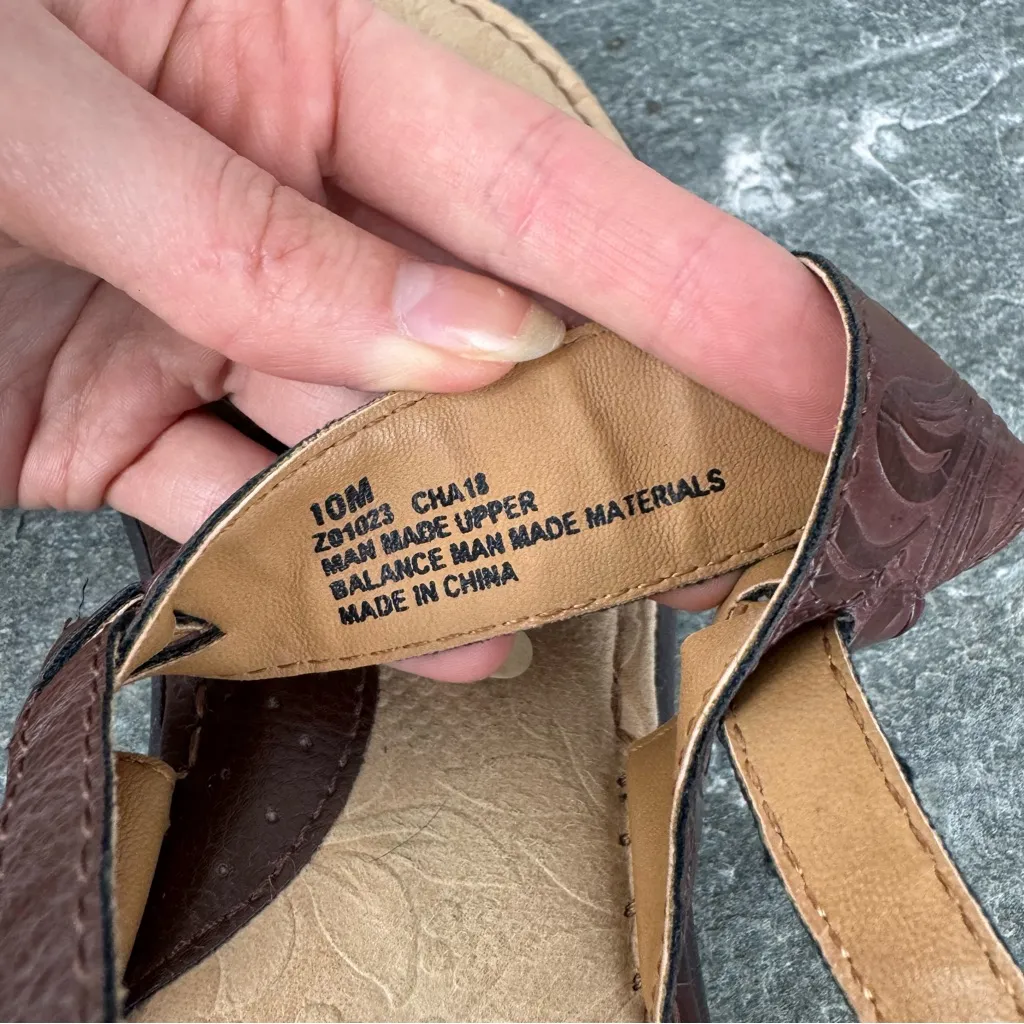 10M
Z01023 CHA18
MAN MADE UPPER
BALANCE MAN MADE MATERIALS
MADE IN CHINA